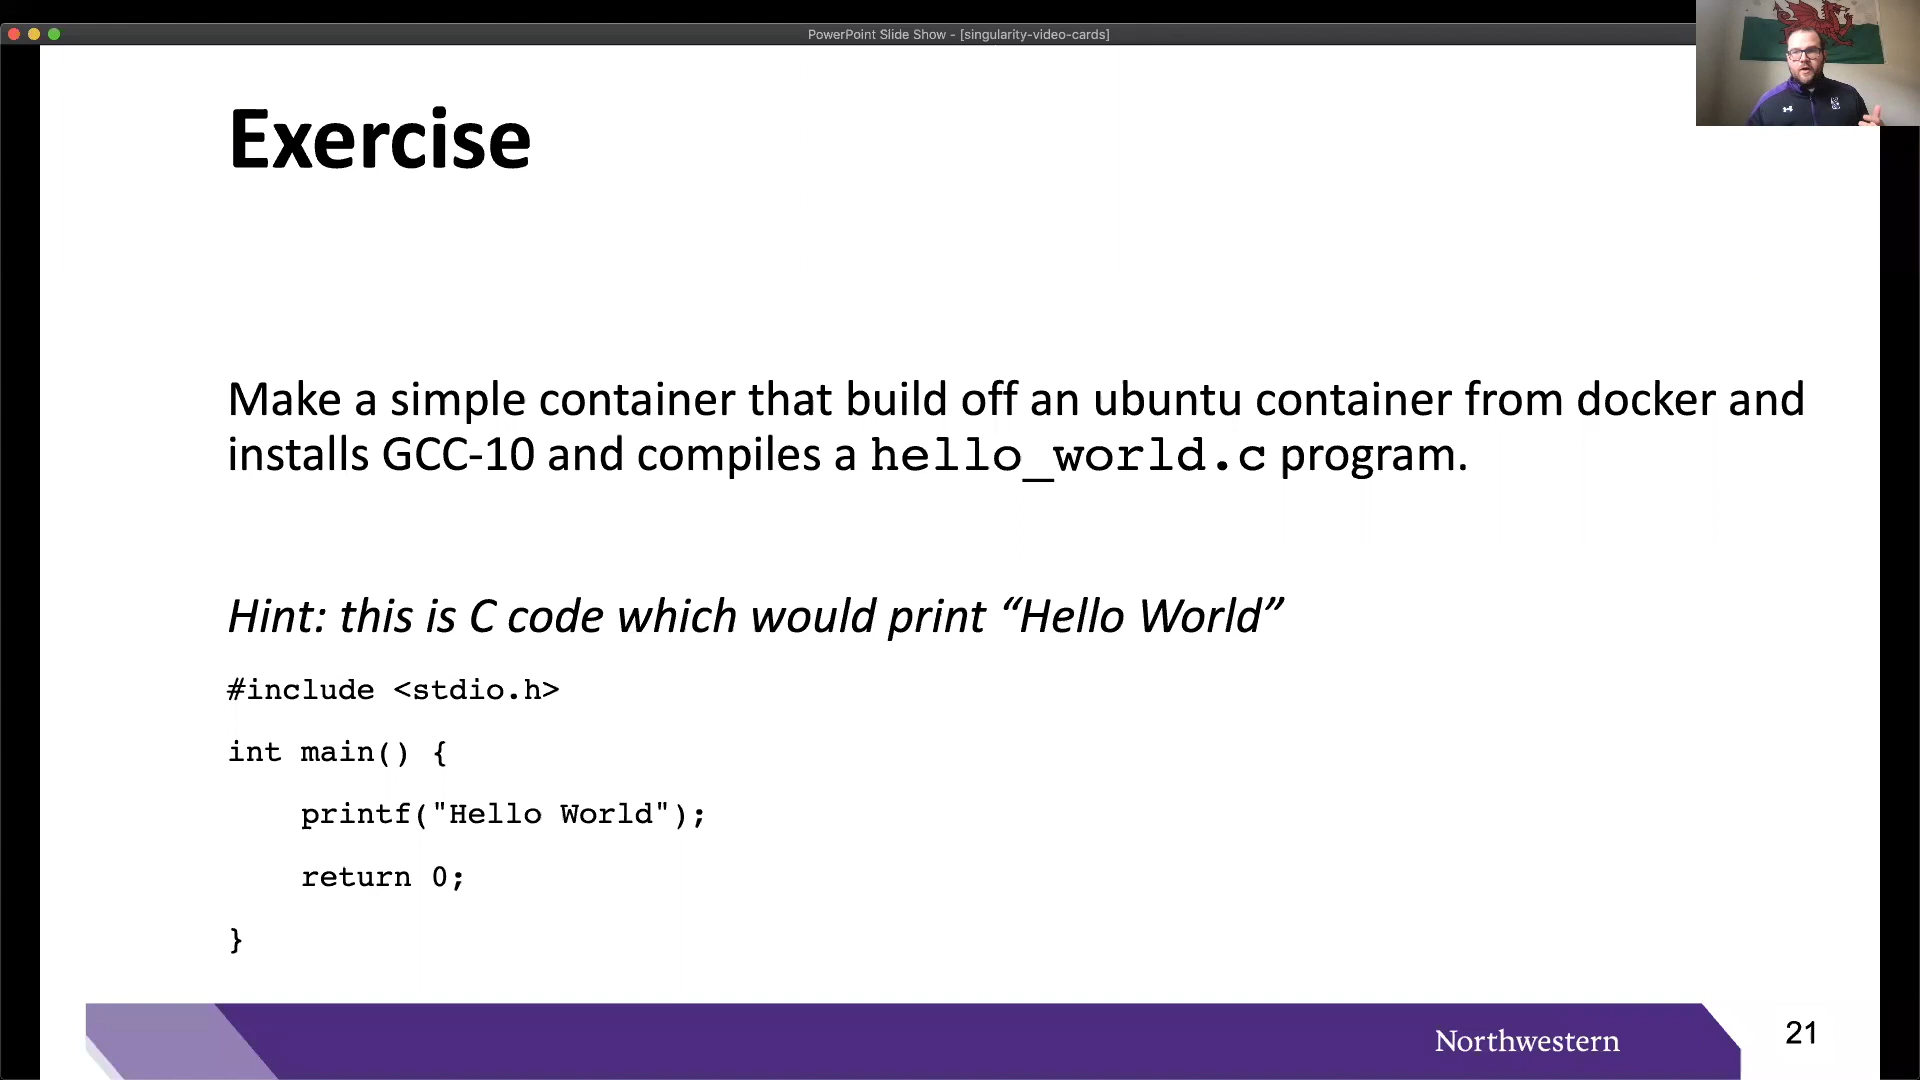 PowerPoint Slide Show - [singularity-video-cards]
Exercise
Make a simple container that build off an ubuntu container from docker and
installs GCC-10 and compiles a hello_world.c program.
Hint: this is C code which would print “Hello World”
#include <stdio.h>
int main() {
    printf("Hello World");
    return 0;
}
Northwestern
21